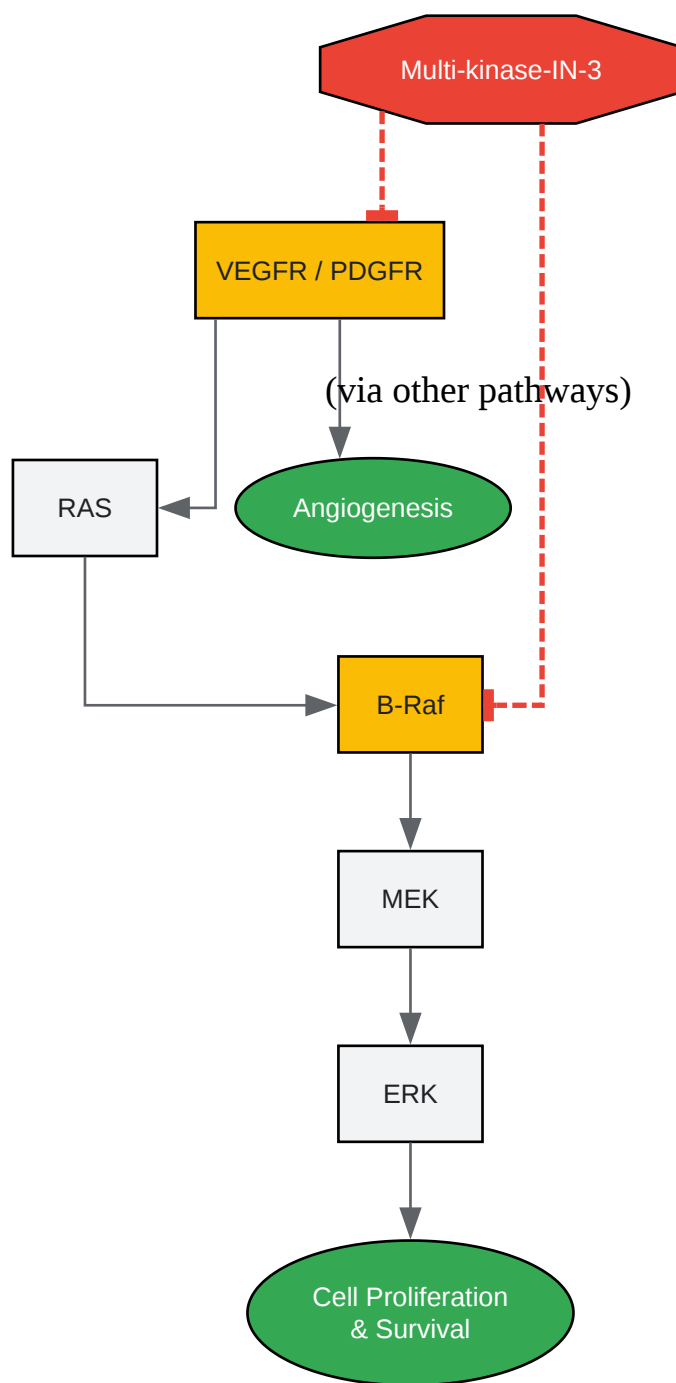 Multi-kinase-IN-3
VEGFR / PDGFR
(via other pathways)
RAS
Angiogenesis
B-Raf
MEK
ERK
Cell Proliferation
& Survival